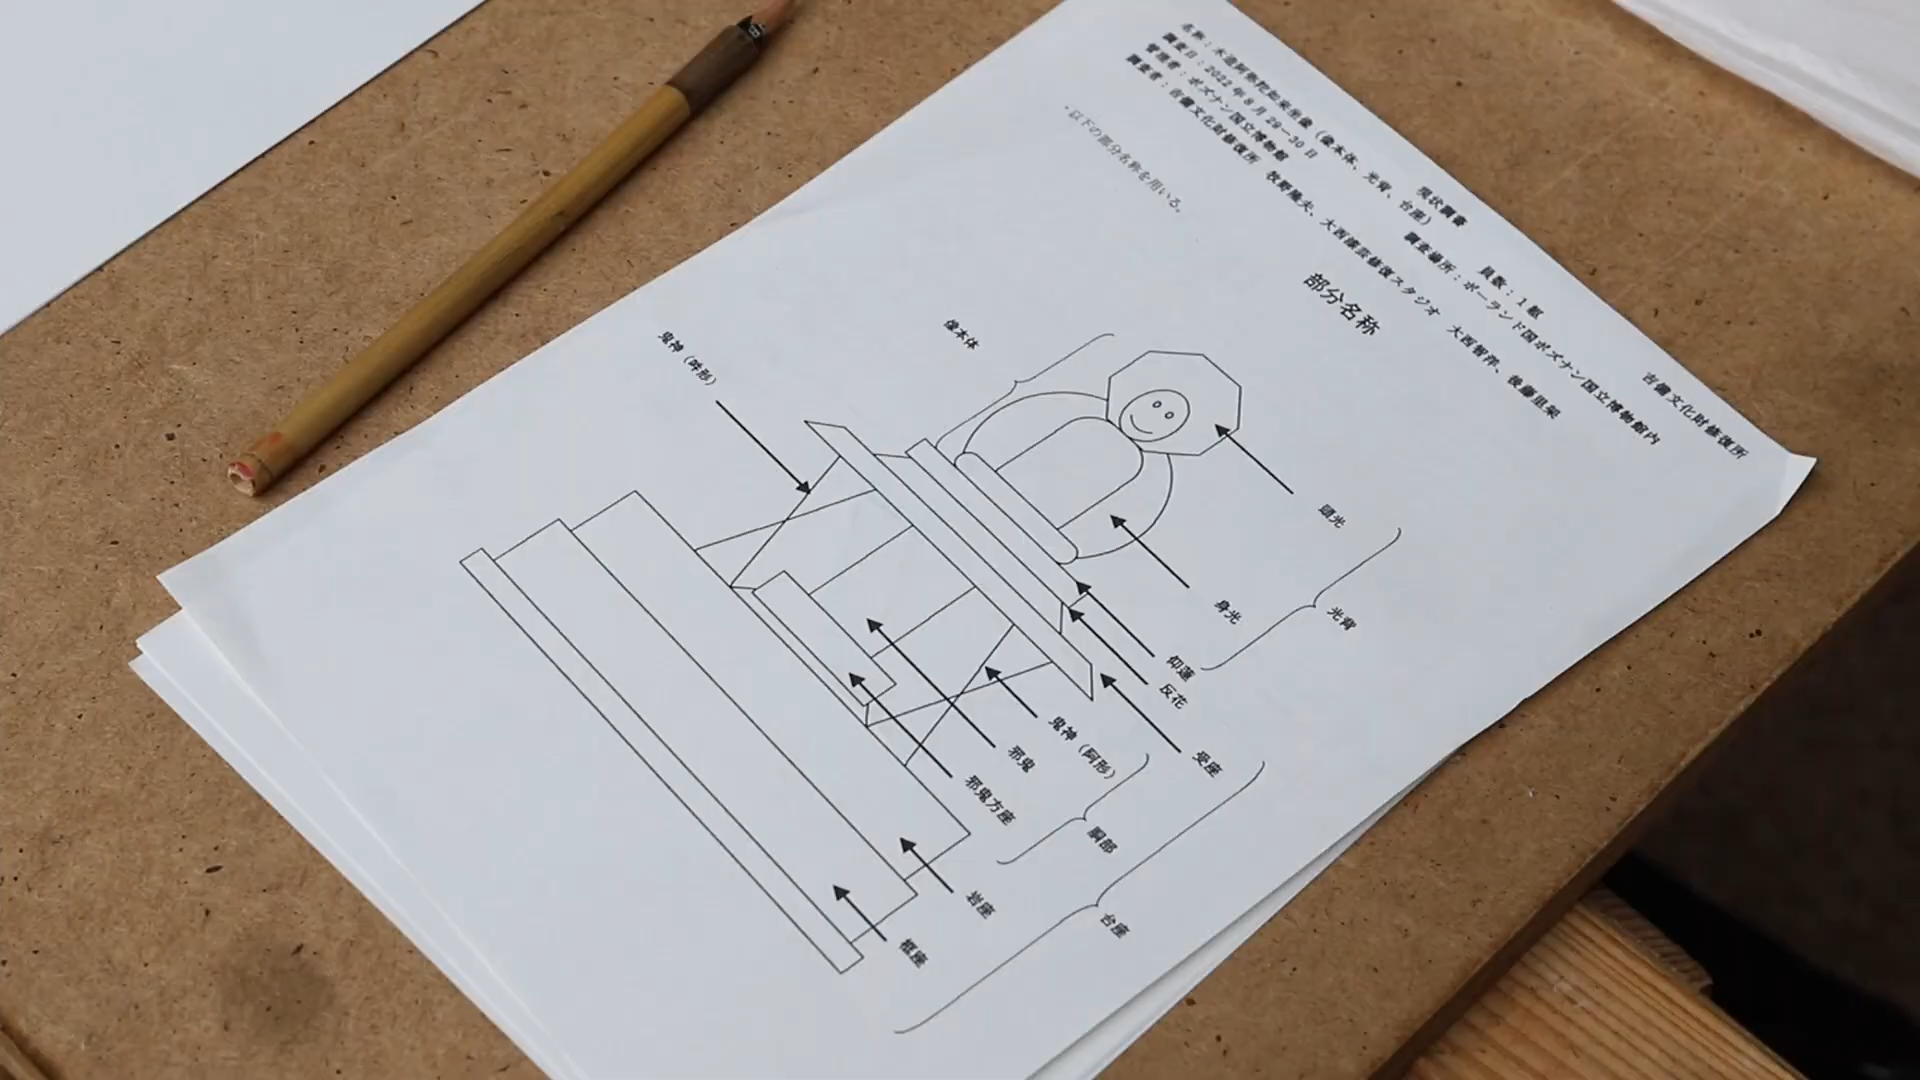 現状調査
吉備文化財修復所
名称：木造阿弥陀如来坐像（像本体、光背、台座） 員数：1躯
調査日：2022年8月29―30日 調査場所：ポーランド国ポズナン国立博物館内
管理者：ポズナン国立博物館
調査者：吉備文化財修復所 牧野隆夫、大西漆芸修復スタジオ 大西智洋、後藤里架
・以下の部分名称を用いる。
部分名称
像本体
頭光
身光
光背
鬼神（吽形）
仰蓮
反花
受座
鬼神（阿形）
邪鬼
邪鬼方座
胴部
岩座
框座
台座